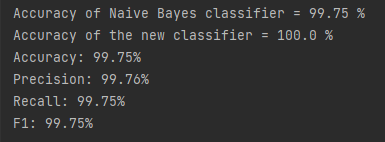 Accuracy of Naive Bayes classifier = 99.75 %
Accuracy of the new classifier = 100.0 %
Accuracy: 99.75%
Precision: 99.76%
Recall: 99.75%
F1: 99.75%